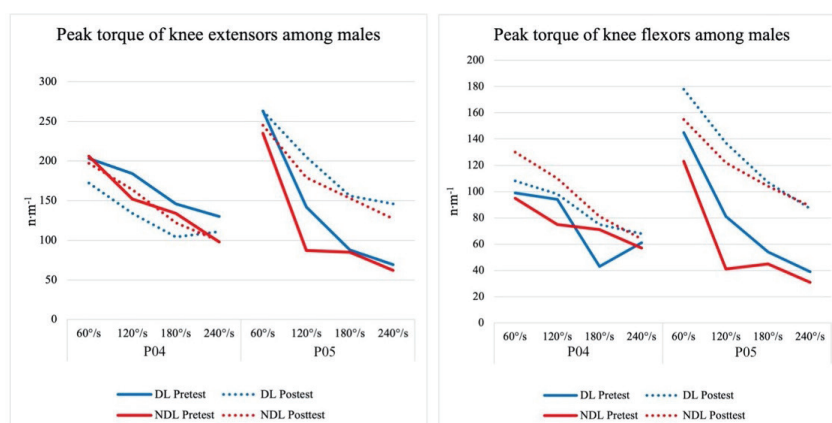 Peak torque of knee extensors among males
300
250
200
150
100
50
0
n·m⁻¹
60°/s 120°/s 180°/s 240°/s 60°/s 120°/s 180°/s 240°/s
P04 P05
DL Pretest DL Postest
NDL Pretest NDL Posttest
Peak torque of knee flexors among males
200
180
160
140
120
100
80
60
40
20
0
n·m⁻¹
60°/s 120°/s 180°/s 240°/s 60°/s 120°/s 180°/s 240°/s
P04 P05
DL Pretest DL Postest
NDL Pretest NDL Posttest